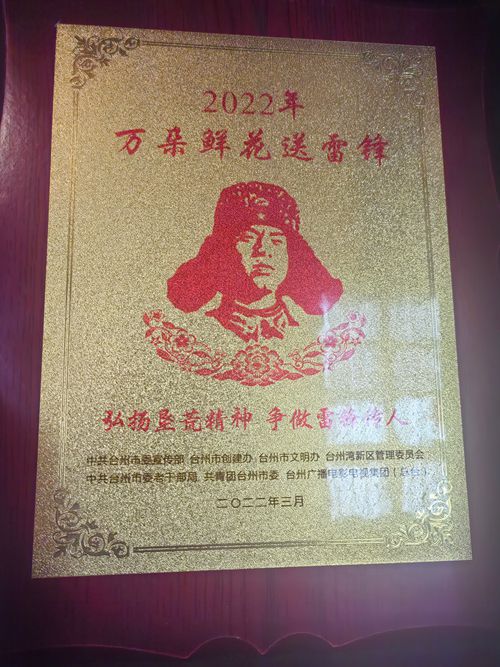 2022年
万朵鲜花送雷锋
弘扬垦荒精神 争做雷锋传人
中共台州市委宣传部 台州市创建办 台州市文明办 台州湾新区管理委员会
中共台州市委老干部局 共青团台州市委 台州广播电影电视集团（总台）
二〇二二年三月